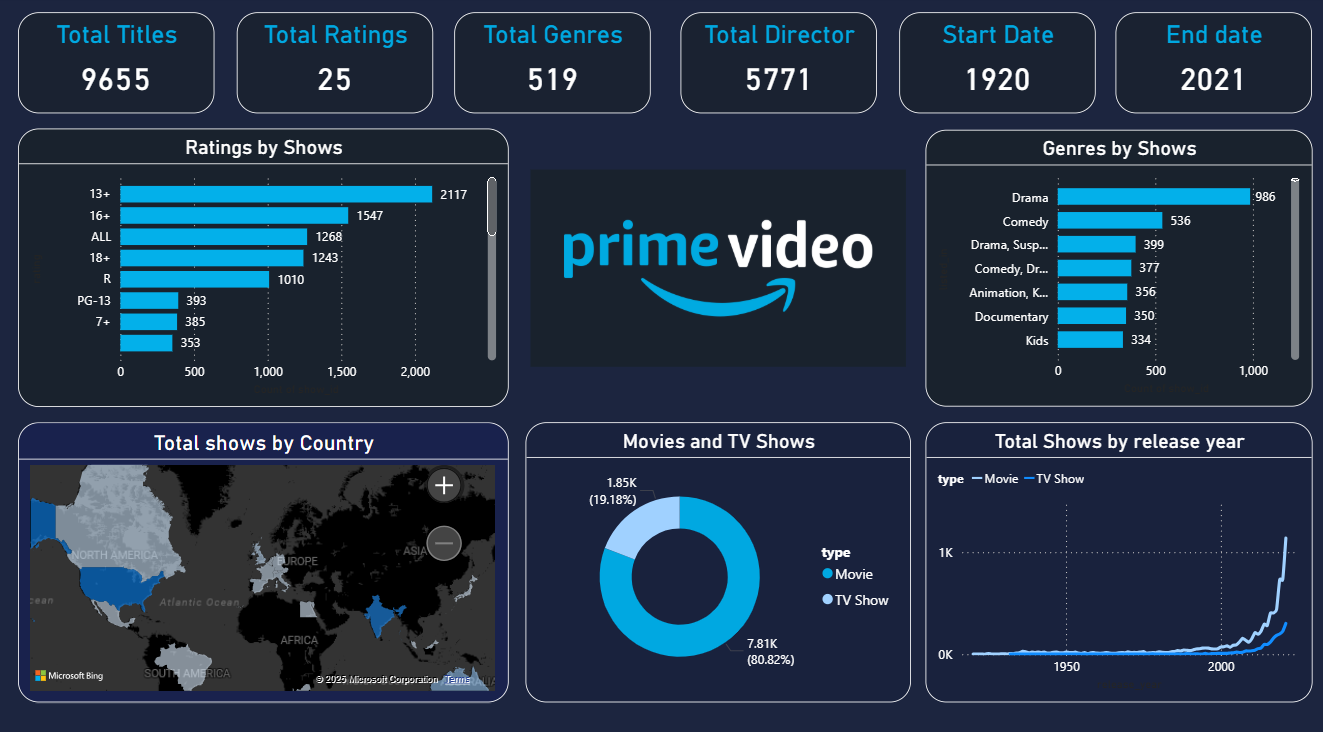 Total Titles
9655
Total Ratings
25
Total Genres
519
Total Director
5771
Start Date
1920
End date
2021
Ratings by Shows
13+ 2117
16+ 1547
ALL 1268
18+ 1243
R 1010
PG-13 393
7+ 385
353
0 500 1,000 1,500 2,000
prime video
Genres by Shows
Drama 986
Comedy 536
Drama, Susp... 399
Comedy, Dr... 377
Animation, K... 356
Documentary 350
Kids 334
0 500 1,000
Total shows by Country
NORTH AMERICA
EUROPE
ASIA
cean
Atlantic Ocean
AFRICA
SOUTH AMERICA
Microsoft Bing
© 2025 Microsoft Corporation Terms
Movies and TV Shows
1.85K
(19.18%)
type
Movie
TV Show
7.81K
(80.82%)
Total Shows by release year
type Movie TV Show
1K
0K
1950 2000